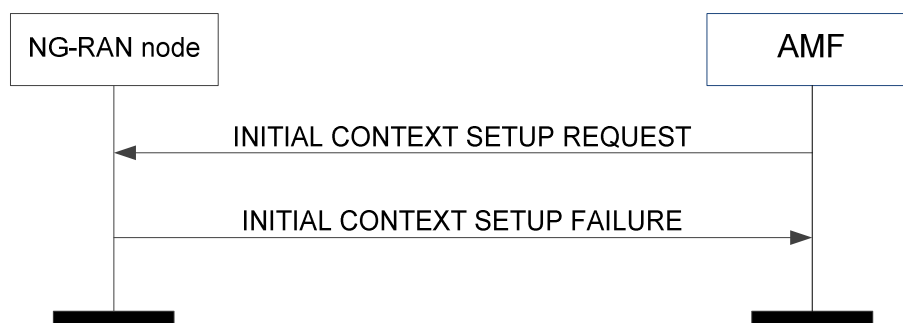 NG-RAN node
AMF
INITIAL CONTEXT SETUP REQUEST
INITIAL CONTEXT SETUP FAILURE